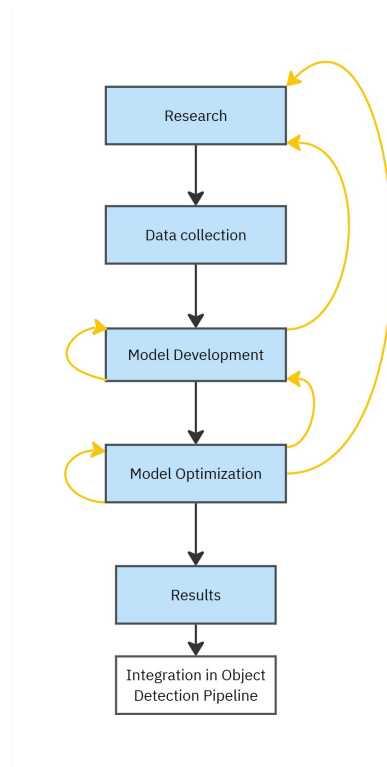 Research
Data collection
Model Development
Model Optimization
Results
Integration in Object
Detection Pipeline